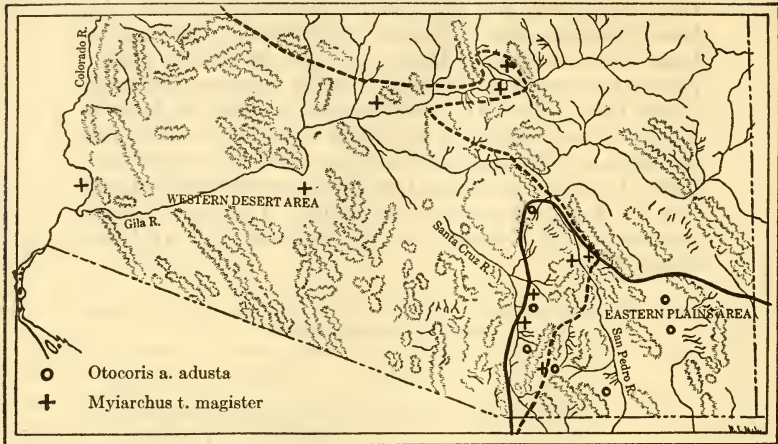 Colorado R.
WESTERN DESERT AREA
Gila R.
Santa Cruz R.
EASTERN PLAINS AREA
San Pedro R.
Otocoris a. adusta
Myiarchus t. magister